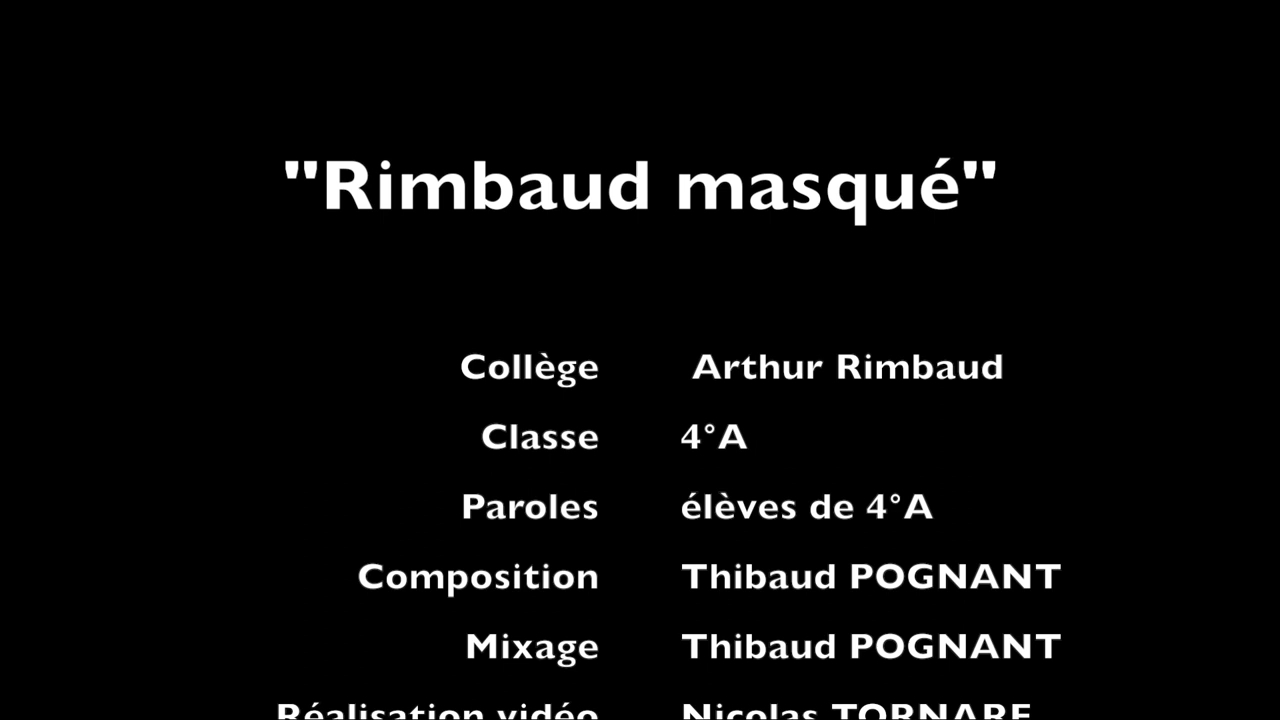 "Rimbaud masqué"
Collège Arthur Rimbaud
Classe 4°A
Paroles élèves de 4°A
Composition Thibaud POGNANT
Mixage Thibaud POGNANT
Réalisation vidéo Nicolas TORNARE